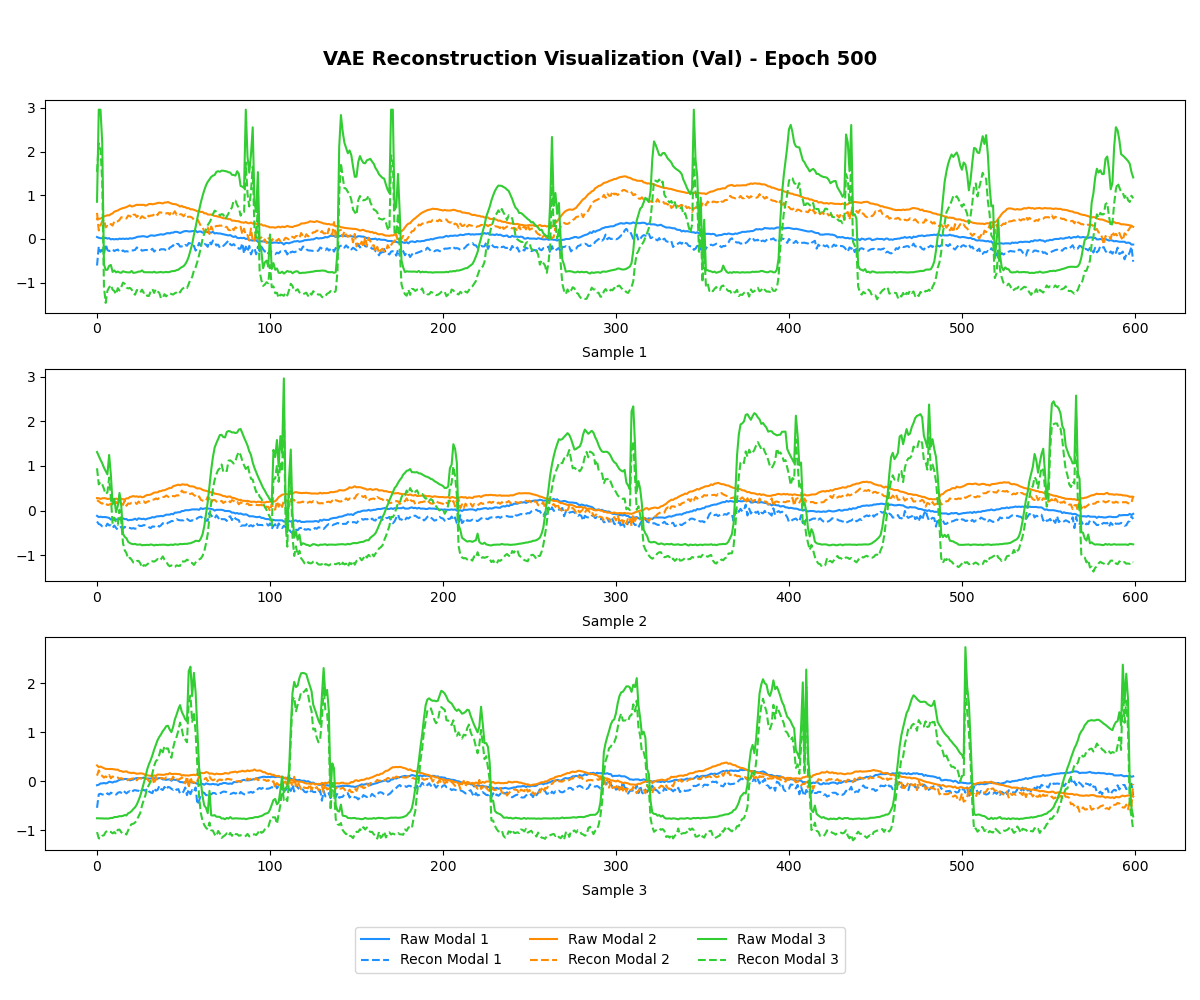 VAE Reconstruction Visualization (Val) - Epoch 500
3
2
1
0
−1
0 100 200 300 400 500 600
Sample 1
3
2
1
0
−1
0 100 200 300 400 500 600
Sample 2
2
1
0
−1
0 100 200 300 400 500 600
Sample 3
Raw Modal 1 Raw Modal 2 Raw Modal 3
Recon Modal 1 Recon Modal 2 Recon Modal 3